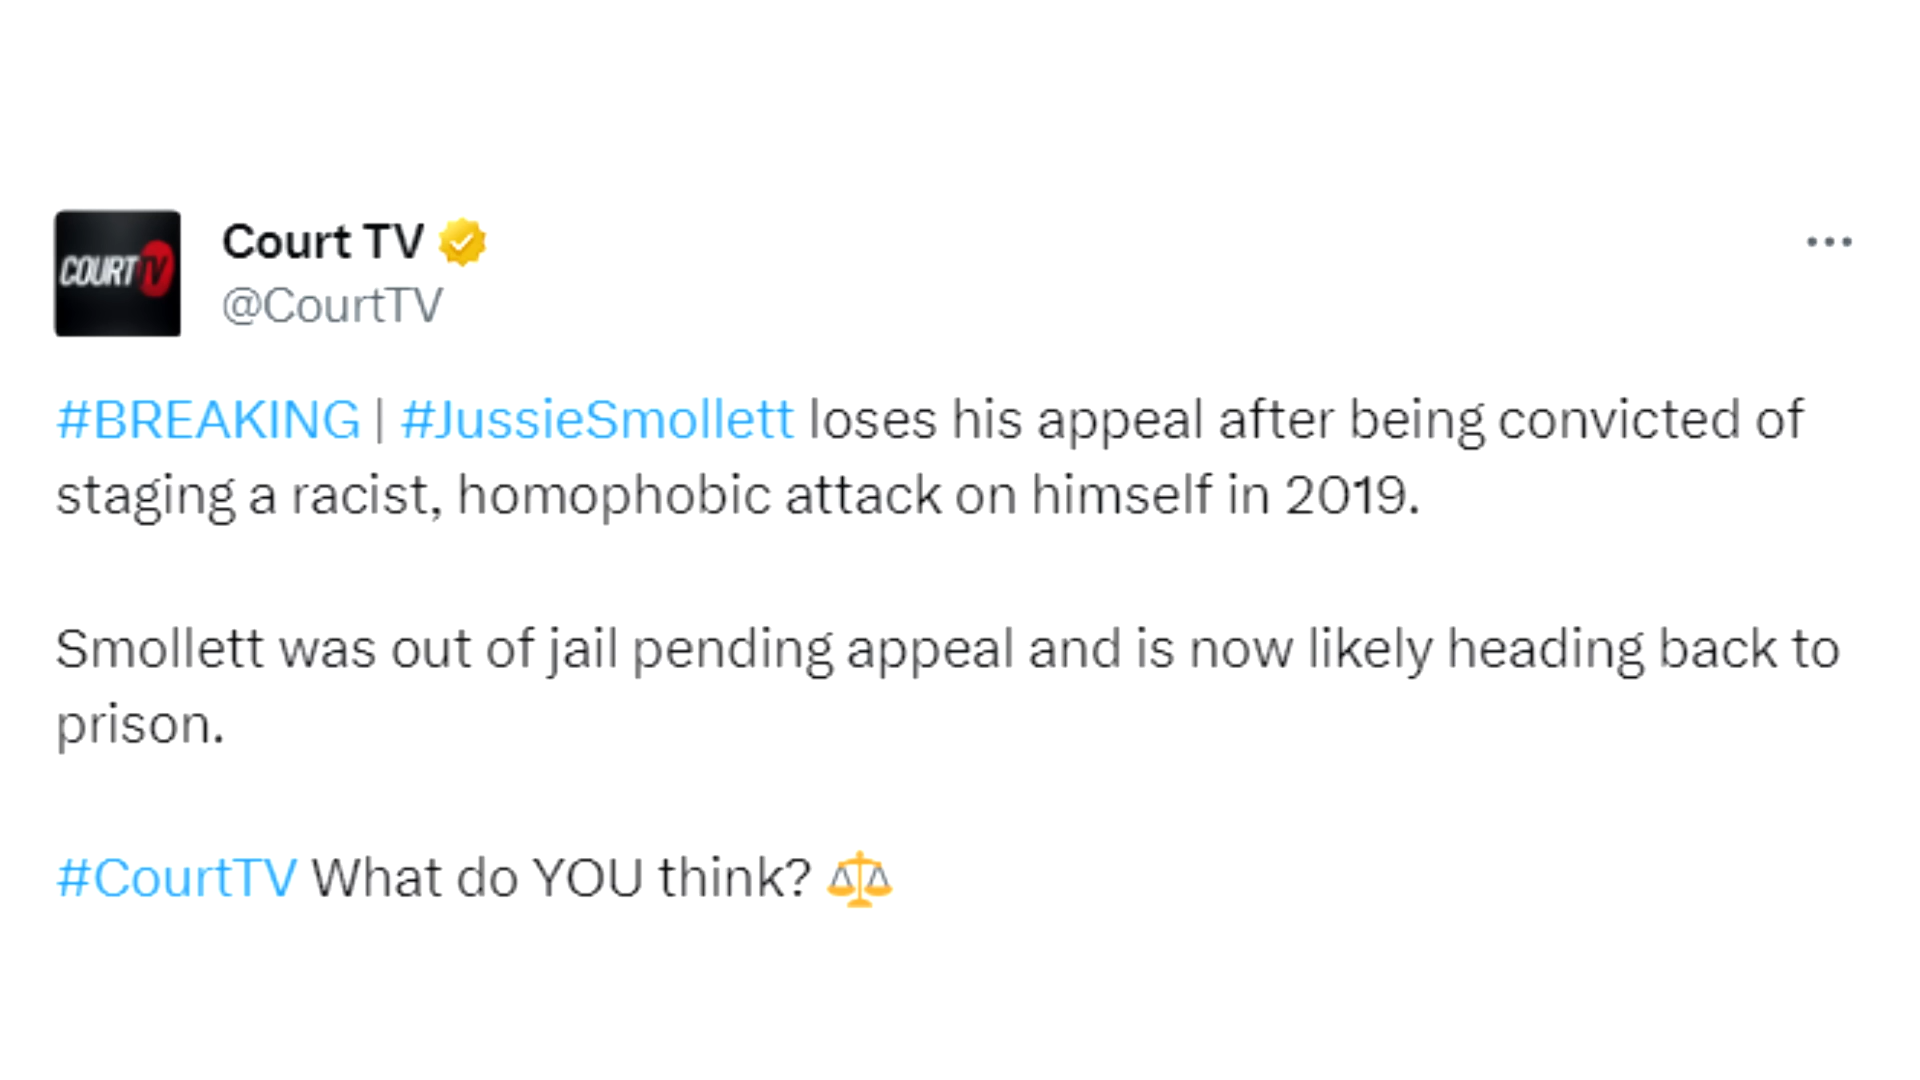 COURT TV
Court TV
@CourtTV
#BREAKING | #JussieSmollett loses his appeal after being convicted of
staging a racist, homophobic attack on himself in 2019.
Smollett was out of jail pending appeal and is now likely heading back to
prison.
#CourtTV What do YOU think? ⚖️